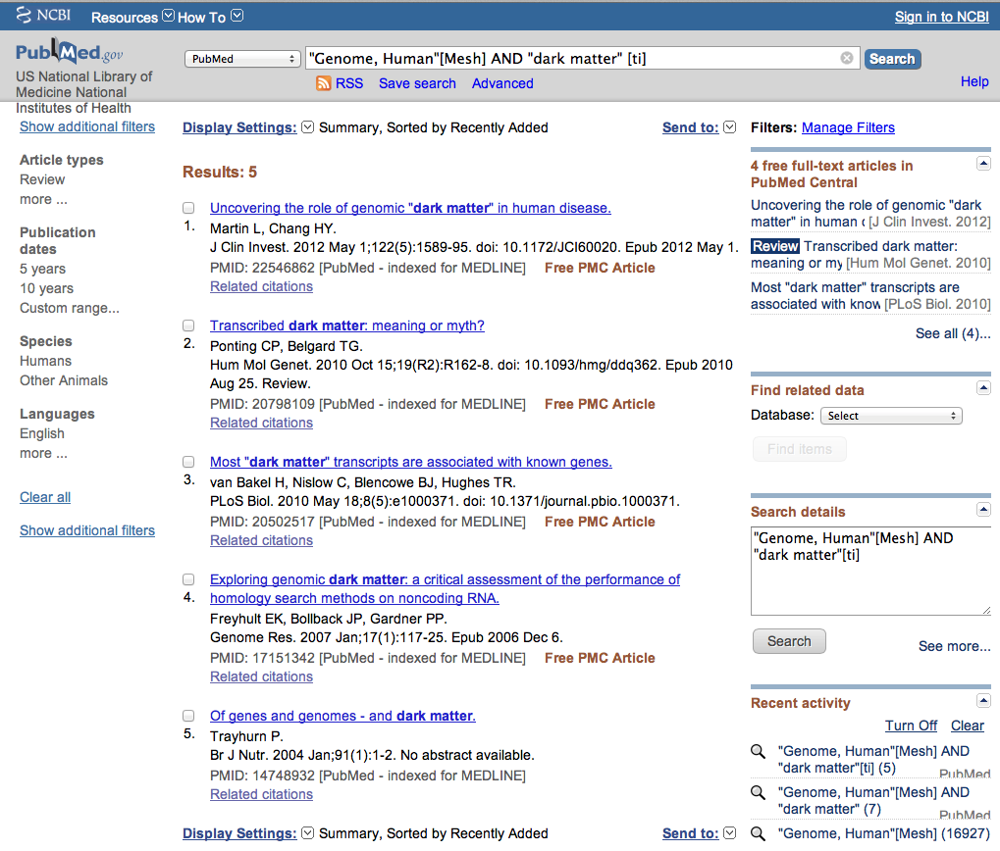 NCBI Resources How To Sign in to NCBI
PubMed.gov
US National Library of
Medicine National
Institutes of Health
PubMed "Genome, Human"[Mesh] AND "dark matter" [ti] Search
RSS Save search Advanced Help
Show additional filters
Article types
Review
more ...
Publication
dates
5 years
10 years
Custom range...
Species
Humans
Other Animals
Languages
English
more ...
Clear all
Show additional filters
Display Settings: Summary, Sorted by Recently Added Send to:
Results: 5
Uncovering the role of genomic "dark matter" in human disease.
1. Martin L, Chang HY.
J Clin Invest. 2012 May 1;122(5):1589-95. doi: 10.1172/JCI60020. Epub 2012 May 1.
PMID: 22546862 [PubMed - indexed for MEDLINE] Free PMC Article
Related citations
Transcribed dark matter: meaning or myth?
2. Ponting CP, Belgard TG.
Hum Mol Genet. 2010 Oct 15;19(R2):R162-8. doi: 10.1093/hmg/ddq362. Epub 2010
Aug 25. Review.
PMID: 20798109 [PubMed - indexed for MEDLINE] Free PMC Article
Related citations
Most "dark matter" transcripts are associated with known genes.
3. van Bakel H, Nislow C, Blencowe BJ, Hughes TR.
PLoS Biol. 2010 May 18;8(5):e1000371. doi: 10.1371/journal.pbio.1000371.
PMID: 20502517 [PubMed - indexed for MEDLINE] Free PMC Article
Related citations
Exploring genomic dark matter: a critical assessment of the performance of
4. homology search methods on noncoding RNA.
Freyhult EK, Bollback JP, Gardner PP.
Genome Res. 2007 Jan;17(1):117-25. Epub 2006 Dec 6.
PMID: 17151342 [PubMed - indexed for MEDLINE] Free PMC Article
Related citations
Of genes and genomes - and dark matter.
5. Trayhurn P.
Br J Nutr. 2004 Jan;91(1):1-2. No abstract available.
PMID: 14748932 [PubMed - indexed for MEDLINE]
Related citations
Display Settings: Summary, Sorted by Recently Added Send to:
Filters: Manage Filters
4 free full-text articles in
PubMed Central
Uncovering the role of genomic "dark
matter" in human [J Clin Invest. 2012]
Review Transcribed dark matter:
meaning or my [Hum Mol Genet. 2010]
Most "dark matter" transcripts are
associated with know [PLoS Biol. 2010]
See all (4)...
Find related data
Database: Select
Find items
Search details
"Genome, Human"[Mesh] AND
"dark matter"[ti]
Search See more...
Recent activity
Turn Off Clear
"Genome, Human"[Mesh] AND
"dark matter"[ti] (5) PubMed
"Genome, Human"[Mesh] AND
"dark matter" (7) PubMed
"Genome, Human"[Mesh] (16927)